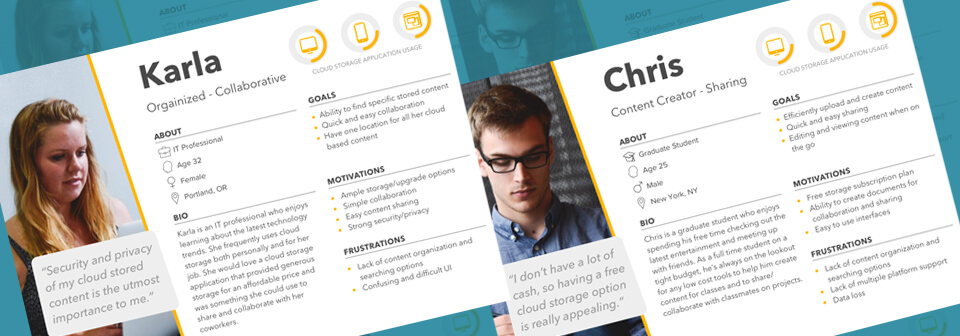 Karla
Orgainized - Collaborative
CLOUD STORAGE APPLICATION USAGE
ABOUT
IT Professional
Age 32
Female
Portland, OR
BIO
Karla is an IT professional who enjoys
learning about the latest technology
trends. She frequently uses cloud
storage both personally and for her
job. She would love a cloud storage
application that provided generous
storage for an affordable price and
was something she could use to
share and collaborate with her
coworkers.
GOALS
Ability to find specific stored content
Quick and easy collaboration
Have one location for all her cloud
based content
MOTIVATIONS
Ample storage/upgrade options
Simple collaboration
Easy content sharing
Strong security/privacy
FRUSTRATIONS
Lack of content organization and
searching options
Confusing and difficult UI
"Security and privacy
of my cloud stored
content is the utmost
importance to me."
Chris
Content Creator - Sharing
CLOUD STORAGE APPLICATION USAGE
ABOUT
Graduate Student
Age 25
Male
New York, NY
BIO
Chris is a graduate student who enjoys
spending his free time checking out the
latest entertainment and meeting up
with friends. As a full time student on a
tight budget, he's always on the lookout
for any low cost tools to help him create
content for classes and to share/
collaborate with classmates on projects.
GOALS
Efficiently upload and create content
Quick and easy sharing
Editing and viewing content when on
the go
MOTIVATIONS
Free storage subscription plan
Ability to create documents for
collaboration and sharing
Easy to use interfaces
FRUSTRATIONS
Lack of content organization and
searching options
Lack of multiple platform support
Data loss
"I don't have a lot of
cash, so having a free
cloud storage option
is really appealing."
IT Professional
Age 32
Graduate Student